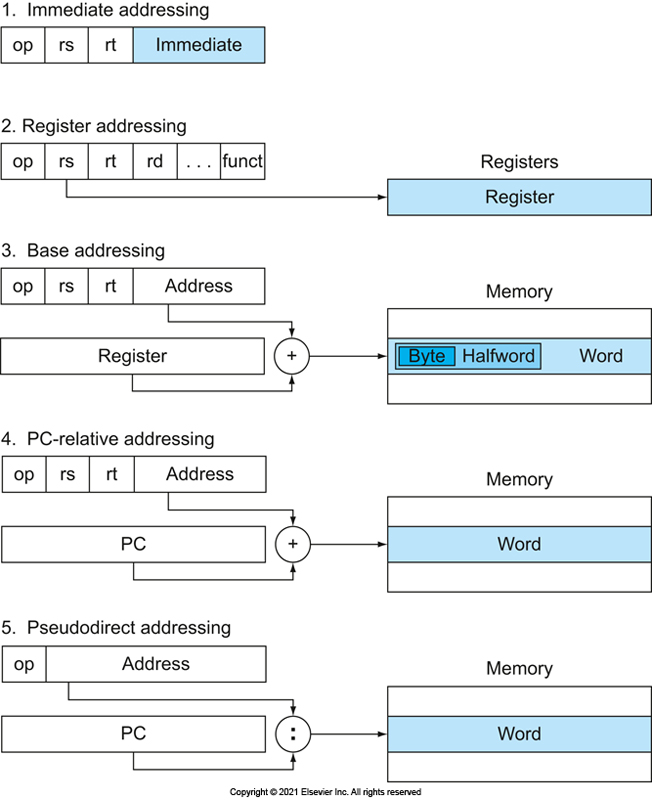 1. Immediate addressing
op rs rt Immediate
2. Register addressing
op rs rt rd . . . funct
Registers
Register
3. Base addressing
op rs rt Address
Memory
Register + Byte Halfword Word
4. PC-relative addressing
op rs rt Address
Memory
PC + Word
5. Pseudodirect addressing
op Address
Memory
PC : Word
Copyright © 2021 Elsevier Inc. All rights reserved